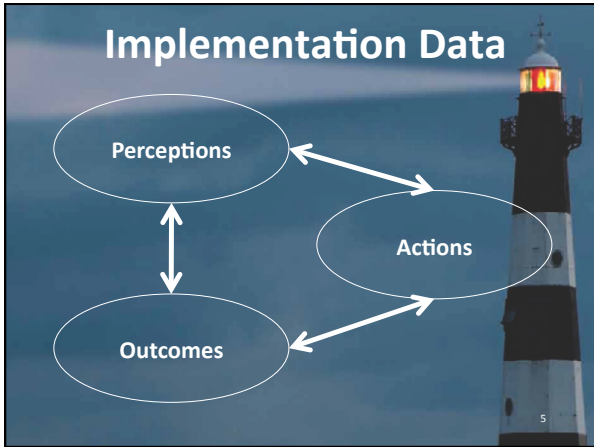 Implementation Data
Perceptions
Actions
Outcomes
5